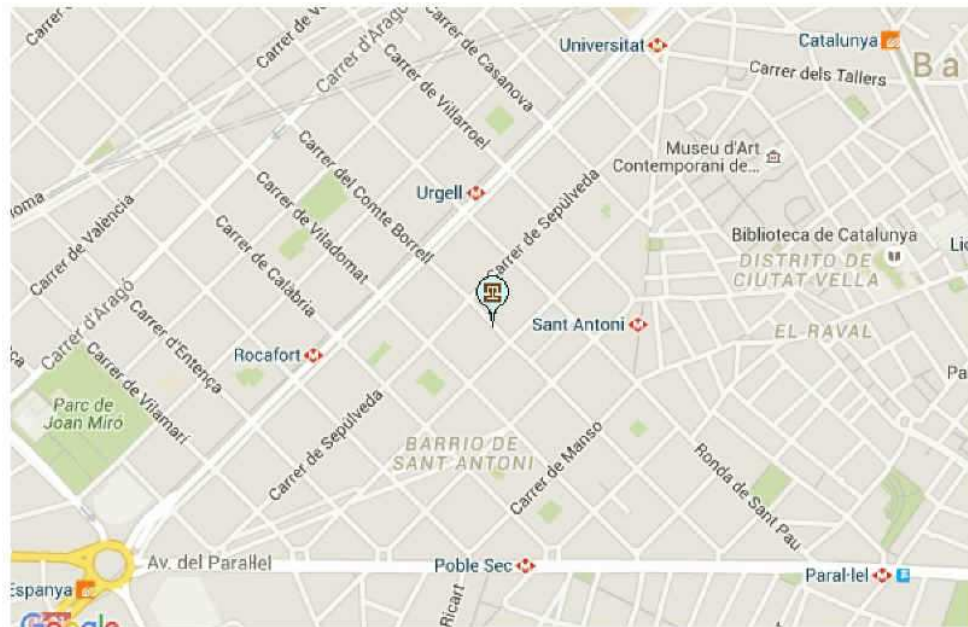 Carrer d'Aragó
Carrer de Casanova
Universitat
Catalunya
Carrer dels Tallers
Ba
Carrer de Villarroel
Museu d'Art
Contemporani de...
Carrer del Comte Borrell
Urgell
Carrer de Sepúlveda
Carrer de València
Carrer de Viladomat
Carrer de Calàbria
Biblioteca de Catalunya
DISTRITO DE
CIUTAT VELLA
Carrer d'Aragó
Carrer d'Entença
Sant Antoni
EL RAVAL
Rocafort
Carrer de Vilamarí
Parc de
Joan Miró
Carrer de Sepúlveda
BARRIO DE
SANT ANTONI
Carrer de Manso
Ronda de Sant Pau
Av. del Paral·lel
Poble Sec
Paral·lel
Espanya
Ricart
Google